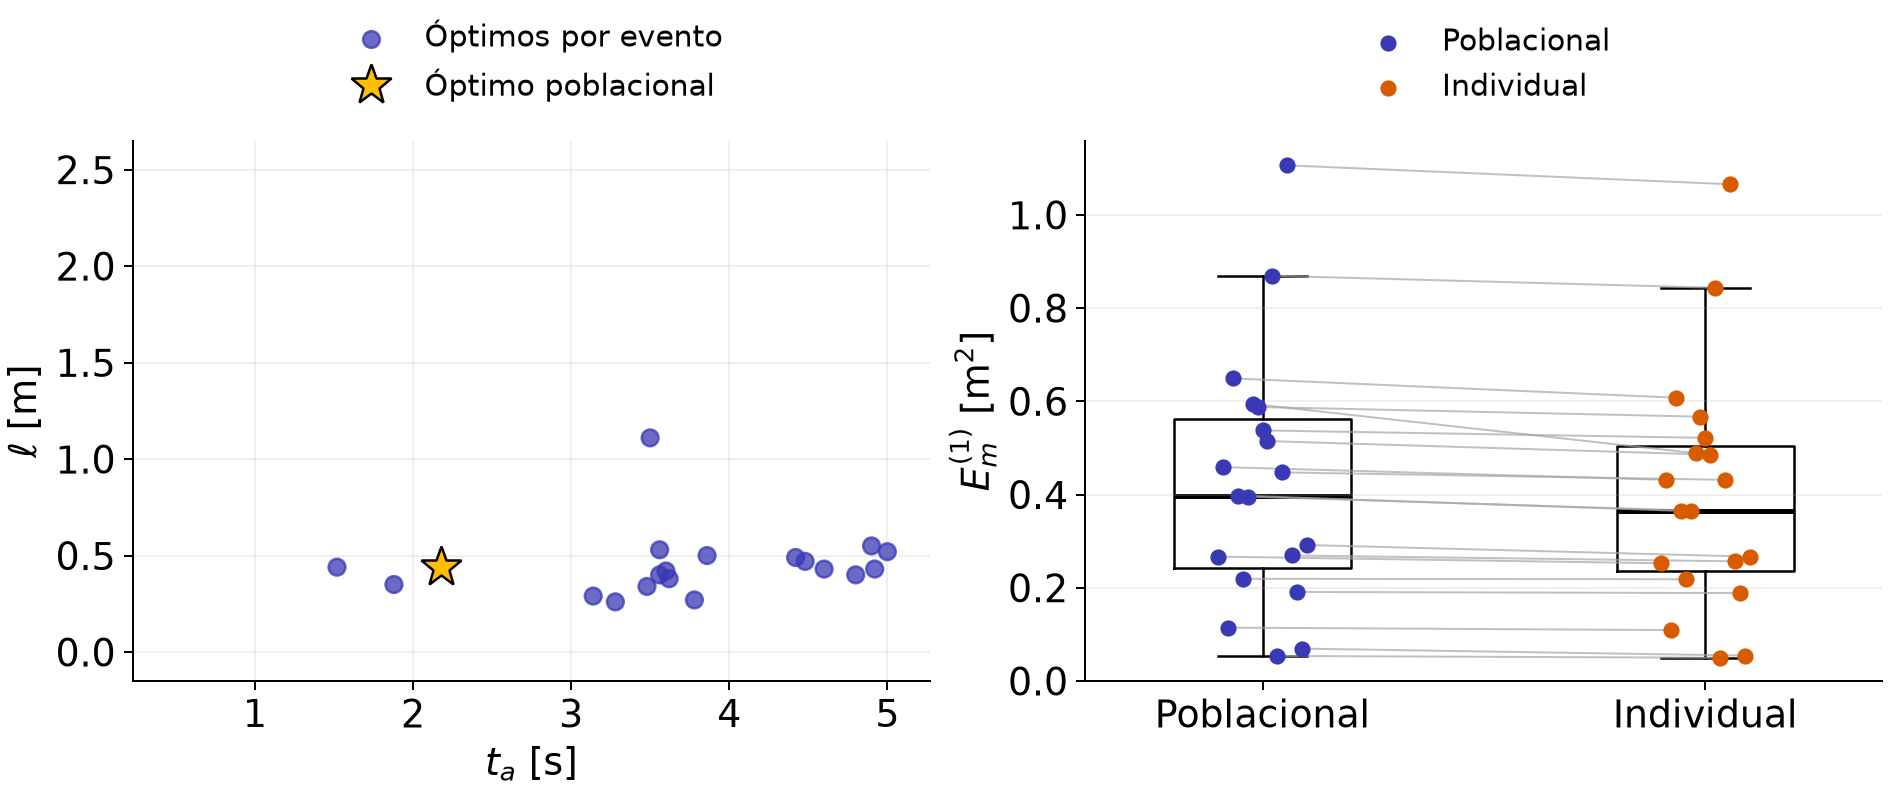 Óptimos por evento
Óptimo poblacional
2.5
2.0
1.5
1.0
0.5
0.0
ℓ [m]
1 2 3 4 5
tₐ [s]
Poblacional
Individual
1.0
0.8
0.6
0.4
0.2
0.0
E_m^{(1)} [m²]
Poblacional Individual